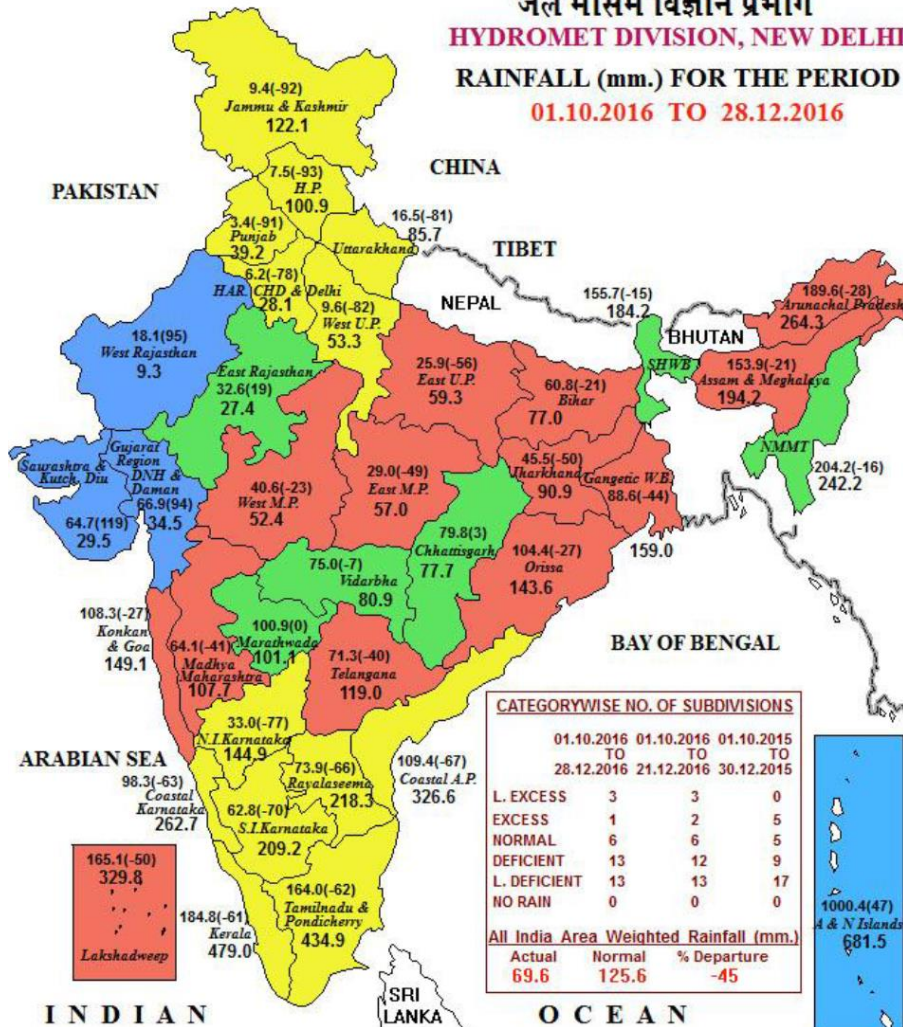 जल मौसम विज्ञान प्रभाग
HYDROMET DIVISION, NEW DELHI
RAINFALL (mm.) FOR THE PERIOD
01.10.2016 TO 28.12.2016
9.4(-92)
Jammu & Kashmir
122.1
CHINA
PAKISTAN
7.5(-93)
H.P.
100.9
3.4(-91)
Punjab
39.2
16.5(-81)
85.7
Uttarakhand
TIBET
6.2(-78)
HAR. CHD & Delhi
28.1
9.6(-82)
West U.P.
53.3
NEPAL
155.7(-15)
184.2
SHWB
BHUTAN
189.6(-28)
Arunachal Pradesh
264.3
153.9(-21)
Assam & Meghalaya
194.2
NMMT
204.2(-16)
242.2
18.1(95)
West Rajasthan
9.3
East Rajasthan
32.6(19)
27.4
25.9(-56)
East U.P.
59.3
60.8(-21)
Bihar
77.0
Saurashtra &
Kutch, Diu
64.7(119)
29.5
Gujarat
Region
DNH &
Daman
66.9(94)
34.5
40.6(-23)
West M.P.
52.4
29.0(-49)
East M.P.
57.0
45.5(-50)
Jharkhand
90.9
Gangetic W.B.
88.6(-44)
159.0
79.8(3)
Chhattisgarh
77.7
104.4(-27)
Orissa
143.6
75.0(-7)
Vidarbha
80.9
108.3(-27)
Konkan
& Goa
149.1
64.1(-41)
Madhya
Maharashtra
107.7
100.9(0)
Marathwada
101.1
71.3(-40)
Telangana
119.0
BAY OF BENGAL
ARABIAN SEA
33.0(-77)
N.I.Karnataka
144.9
98.3(-63)
Coastal
Karnataka
262.7
73.9(-66)
Rayalaseema
218.3
109.4(-67)
Coastal A.P.
326.6
62.8(-70)
S.I.Karnataka
209.2
165.1(-50)
329.8
Lakshadweep
184.8(-61)
Kerala
479.0
164.0(-62)
Tamilnadu &
Pondicherry
434.9
CATEGORYWISE NO. OF SUBDIVISIONS
01.10.2016 01.10.2016 01.10.2015
TO TO TO
28.12.2016 21.12.2016 30.12.2015
L. EXCESS 3 3 0
EXCESS 1 2 5
NORMAL 6 6 5
DEFICIENT 13 12 9
L. DEFICIENT 13 13 17
NO RAIN 0 0 0
All India Area Weighted Rainfall (mm.)
Actual Normal % Departure
69.6 125.6 -45
1000.4(47)
A & N Islands
681.5
SRI
LANKA
INDIAN OCEAN